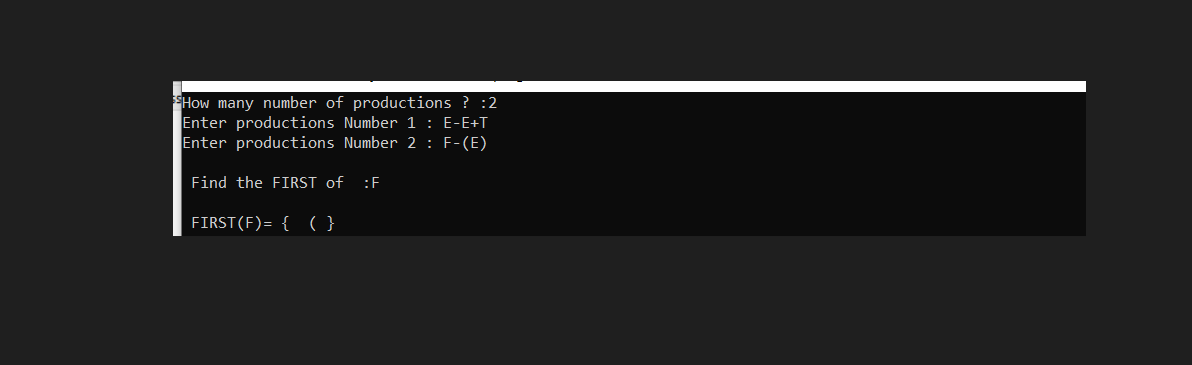 How many number of productions ? :2
Enter productions Number 1 : E-E+T
Enter productions Number 2 : F-(E)
Find the FIRST of  :F
FIRST(F)= {  ( }